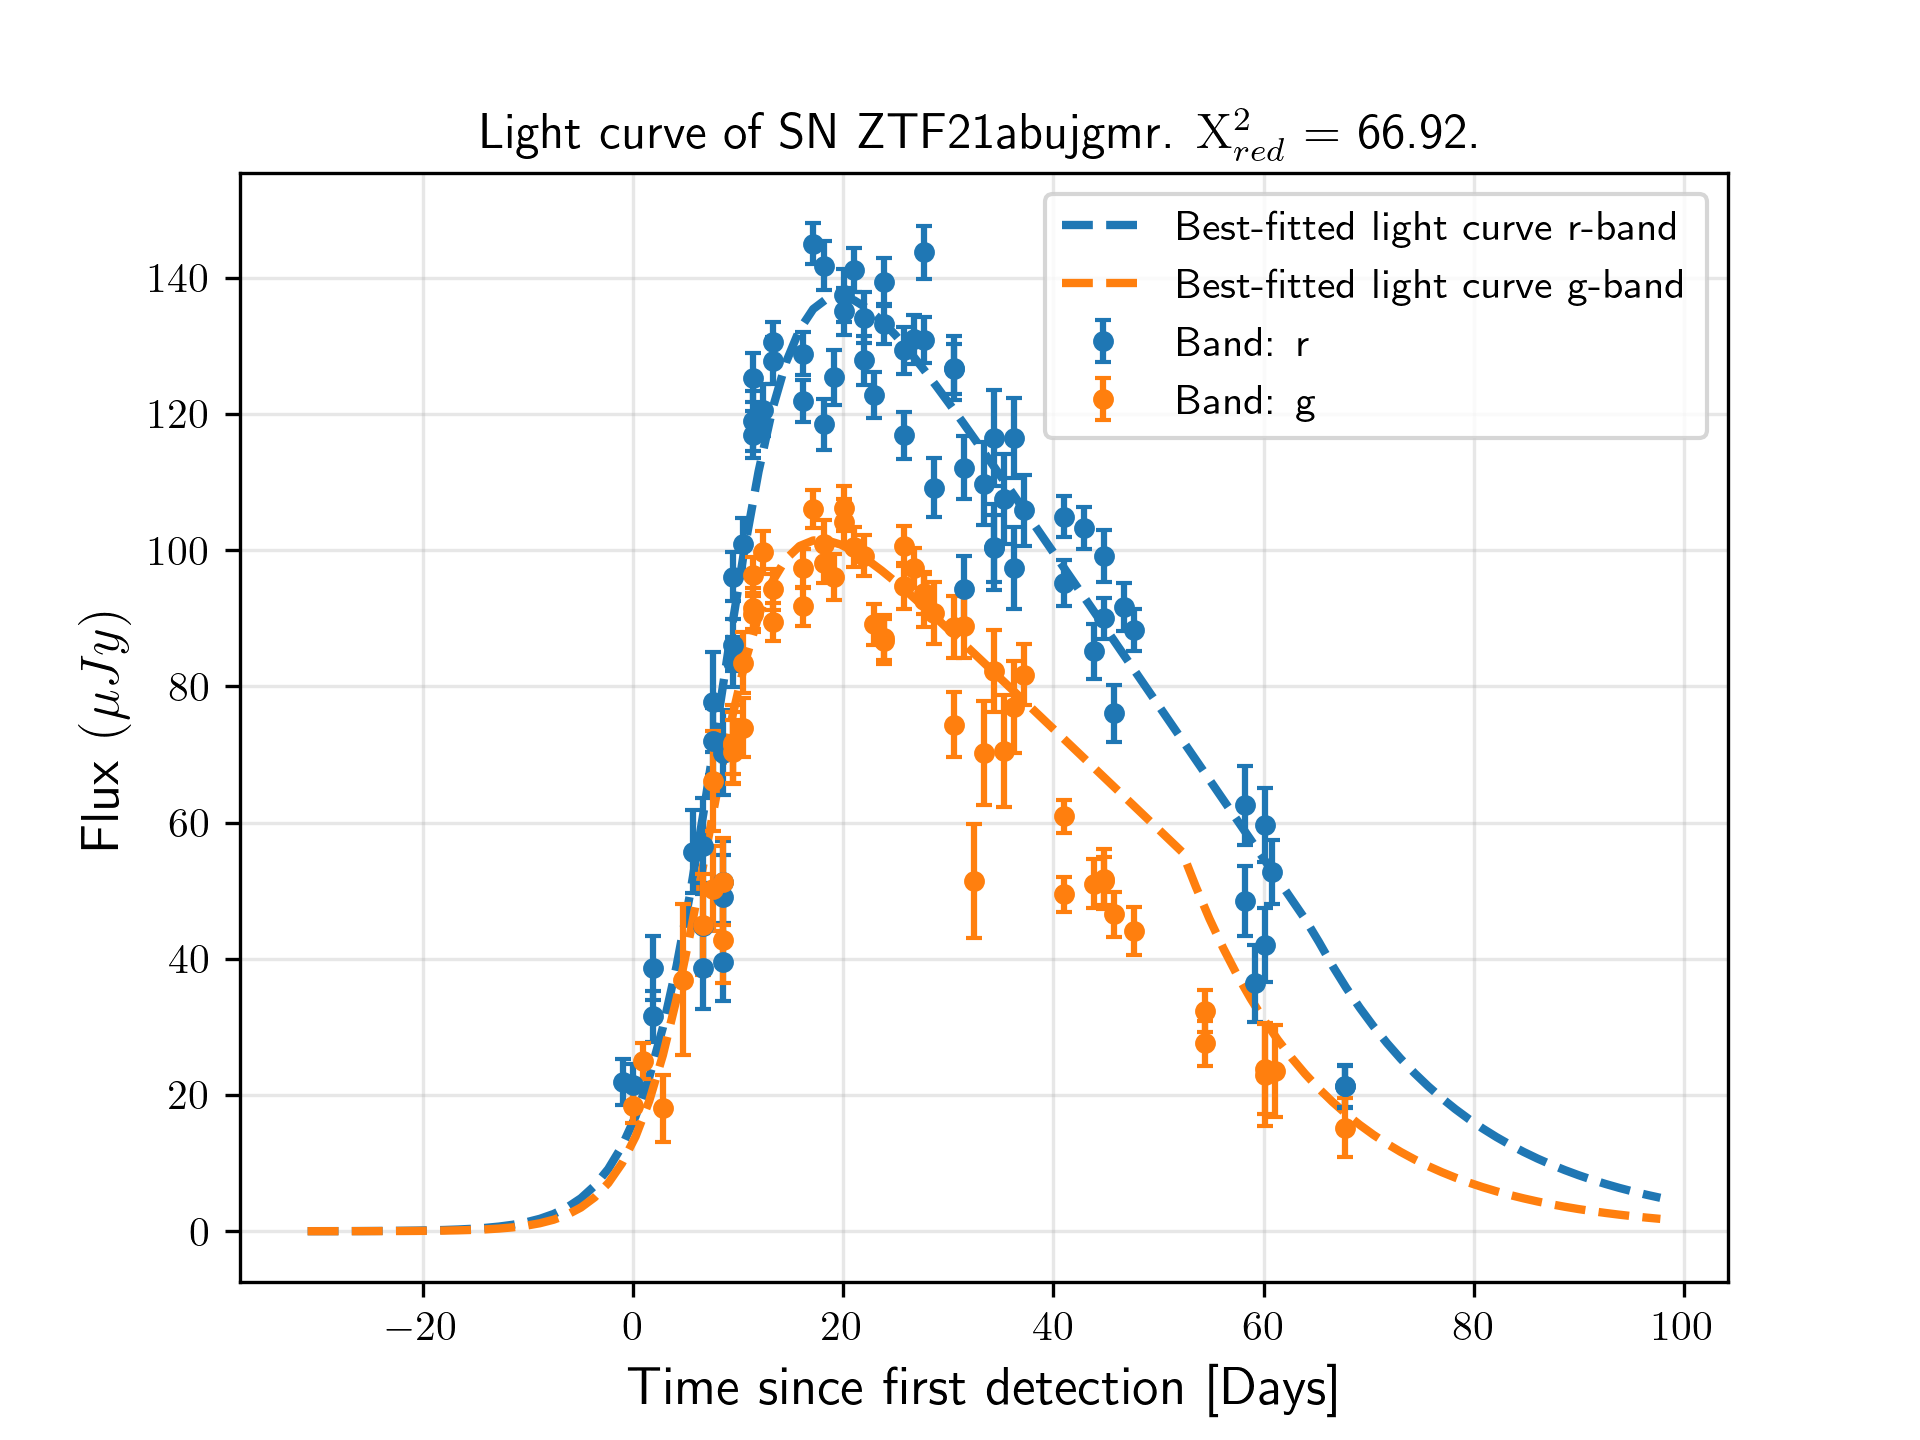 Light curve of SN ZTF21abujgmr. X²_red = 66.92.
Best-fitted light curve r-band
Best-fitted light curve g-band
Band: r
Band: g
Flux (μJy)
140
120
100
80
60
40
20
0
−20 0 20 40 60 80 100
Time since first detection [Days]